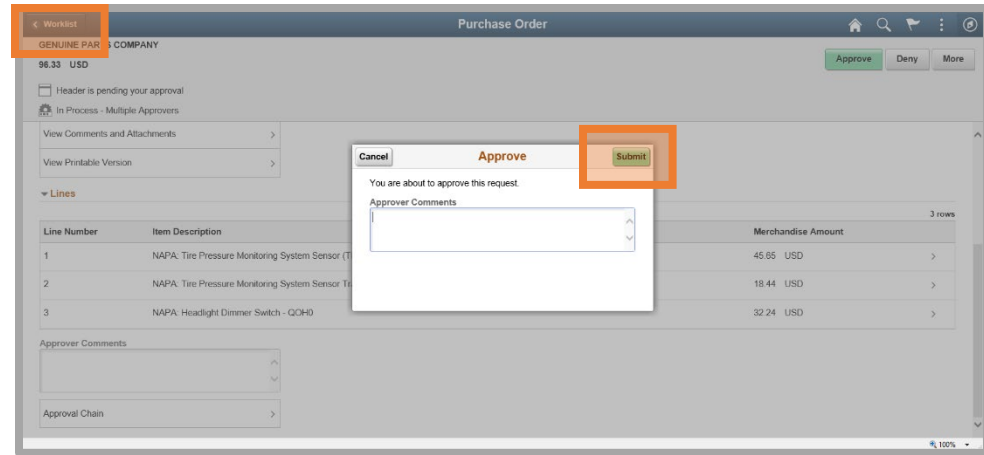 Worklist
Purchase Order
GENUINE PARTS COMPANY
96.33 USD
Approve Deny More
Header is pending your approval
In Process - Multiple Approvers
View Comments and Attachments
View Printable Version
Lines
Cancel Approve Submit
You are about to approve this request.
Approver Comments
3 rows
Line Number Item Description Merchandise Amount
1 NAPA: Tire Pressure Monitoring System Sensor (T 45.65 USD
2 NAPA: Tire Pressure Monitoring System Sensor Tr 18.44 USD
3 NAPA: Headlight Dimmer Switch - QOH0 32.24 USD
Approver Comments
Approval Chain
100%